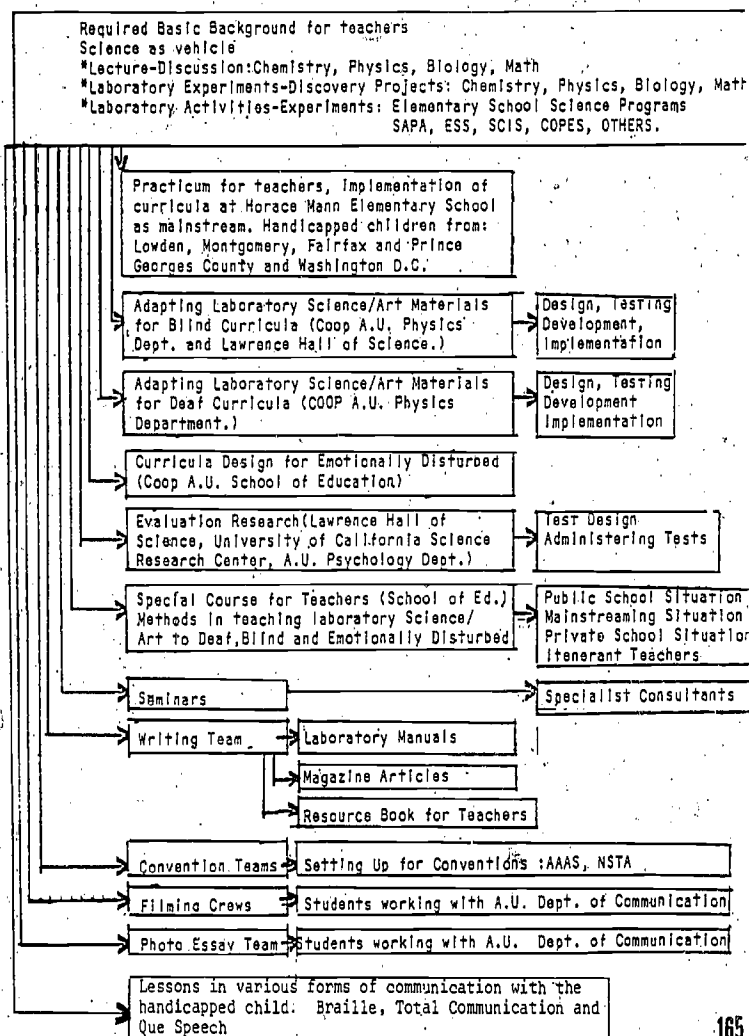 Required Basic Background for teachers
Science as vehicle
*Lecture-Discussion:Chemistry, Physics, Biology, Math
*Laboratory Experiments-Discovery Projects: Chemistry, Physics, Biology, Math
*Laboratory Activities-Experiments: Elementary School Science Programs
SAPA, ESS, SCIS, COPES, OTHERS.
Practicum for teachers, Implementation of
curricula at Horace Mann Elementary School
as mainstream. Handicapped children from:
Lowden, Montgomery, Fairfax and Prince
Georges County and Washington D.C.
Adapting Laboratory Science/Art Materials
for Blind Curricula (Coop A.U. Physics
Dept. and Lawrence Hall of Science.)
Design, Testing
Development,
Implementation
Adapting Laboratory Science/Art Materials
for Deaf Curricula (COOP A.U. Physics
Department.)
Design, Testing
Development
Implementation
Curricula Design for Emotionally Disturbed
(Coop A.U. School of Education)
Evaluation Research(Lawrence Hall of
Science, University of California Science
Research Center, A.U. Psychology Dept.)
Test Design
Administering Tests
Special Course for Teachers (School of Ed.)
Methods in teaching laboratory Science/
Art to Deaf,Blind and Emotionally Disturbed
Public School Situation
Mainstreaming Situation
Private School Situation
Itenerant Teachers
Seminars
Specialist Consultants
Writing Team
Laboratory Manuals
Magazine Articles
Resource Book for Teachers
Convention Teams
Setting Up for Conventions :AAAS, NSTA
Filming Crews
Students working with A.U. Dept. of Communication
Photo Essay Team
Students working with A.U. Dept. of Communication
Lessons in various forms of communication with the
handicapped child. Braille, Total Communication and
Que Speech
165